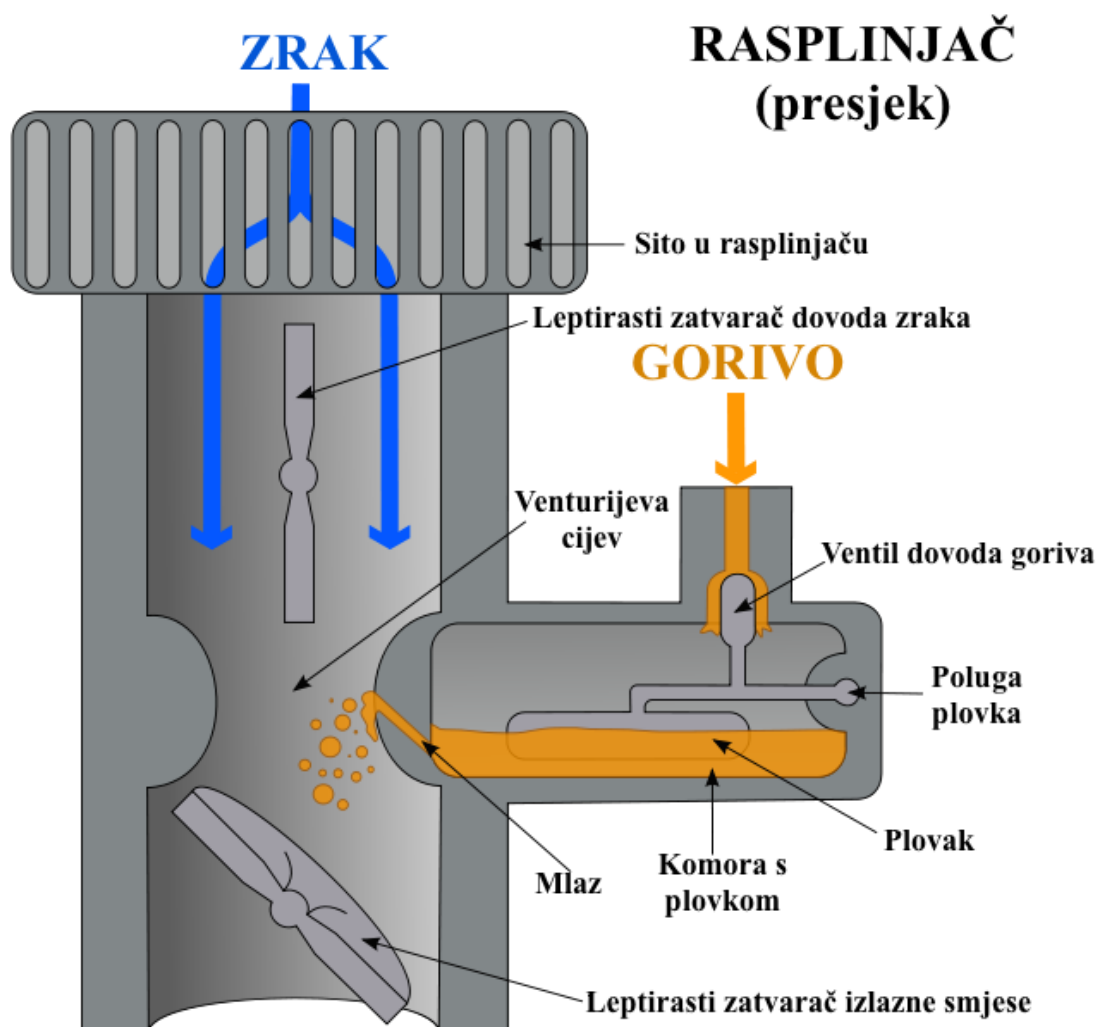 ZRAK
RASPLINJAČ
(presjek)
Sito u rasplinjaču
Leptirasti zatvarač dovoda zraka
GORIVO
Venturijeva
cijev
Ventil dovoda goriva
Poluga
plovka
Plovak
Komora s
plovkom
Mlaz
Leptirasti zatvarač izlazne smjese